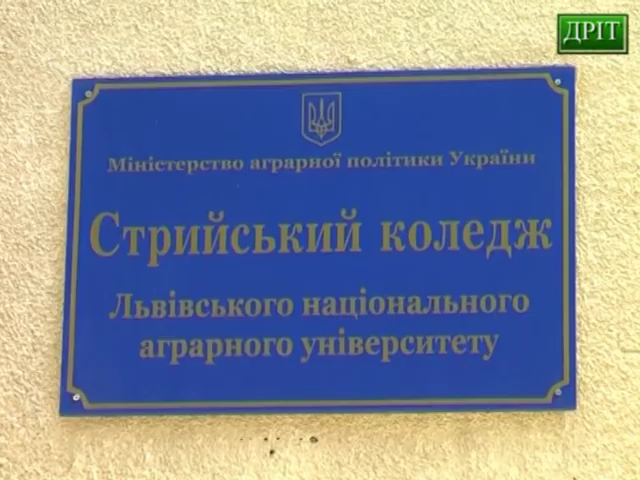 ДРІТ
Міністерство аграрної політики України
Стрийський коледж
Львівського національного
аграрного університету